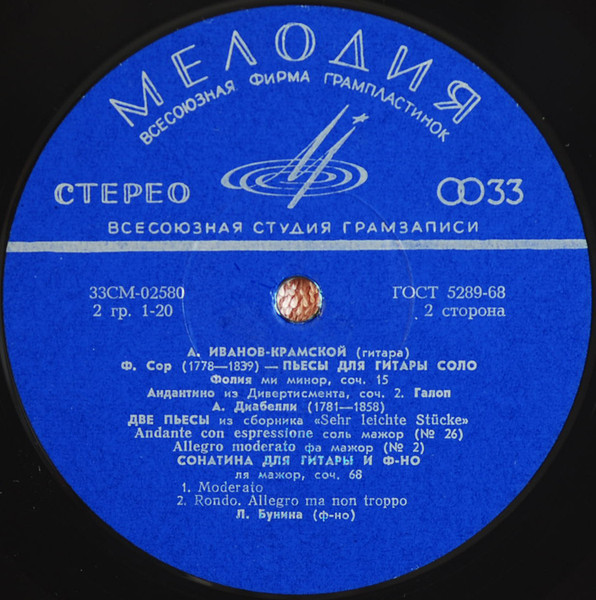 МЕЛОДИЯ
ВСЕСОЮЗНАЯ ФИРМА ГРАМПЛАСТИНОК
СТЕРЕО
33
ВСЕСОЮЗНАЯ СТУДИЯ ГРАМЗАПИСИ
33СМ-02580
ГОСТ 5289-68
2 гр. 1-20
2 сторона
А. ИВАНОВ-КРАМСКОЙ (гитара)
Ф. Сор (1778—1839) — ПЬЕСЫ ДЛЯ ГИТАРЫ СОЛО
Фолия ми минор, соч. 15
Андантино из Дивертисмента, соч. 2. Галоп
А. Диабелли (1781—1858)
ДВЕ ПЬЕСЫ из сборника «Sehr leichte Stücke»
Andante con espressione соль мажор (№ 26)
Allegro moderato фа мажор (№ 2)
СОНАТИНА ДЛЯ ГИТАРЫ И Ф-НО
ля мажор, соч. 68
1. Moderato
2. Rondo. Allegro ma non troppo
Л. Бунина (ф-но)